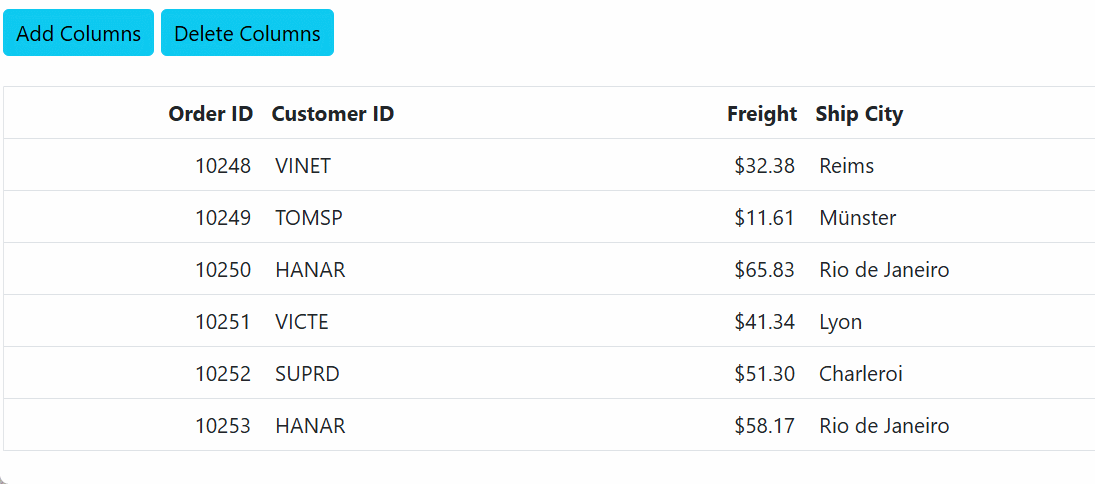 Add Columns Delete Columns
Order ID Customer ID Freight Ship City
10248 VINET $32.38 Reims
10249 TOMSP $11.61 Münster
10250 HANAR $65.83 Rio de Janeiro
10251 VICTE $41.34 Lyon
10252 SUPRD $51.30 Charleroi
10253 HANAR $58.17 Rio de Janeiro